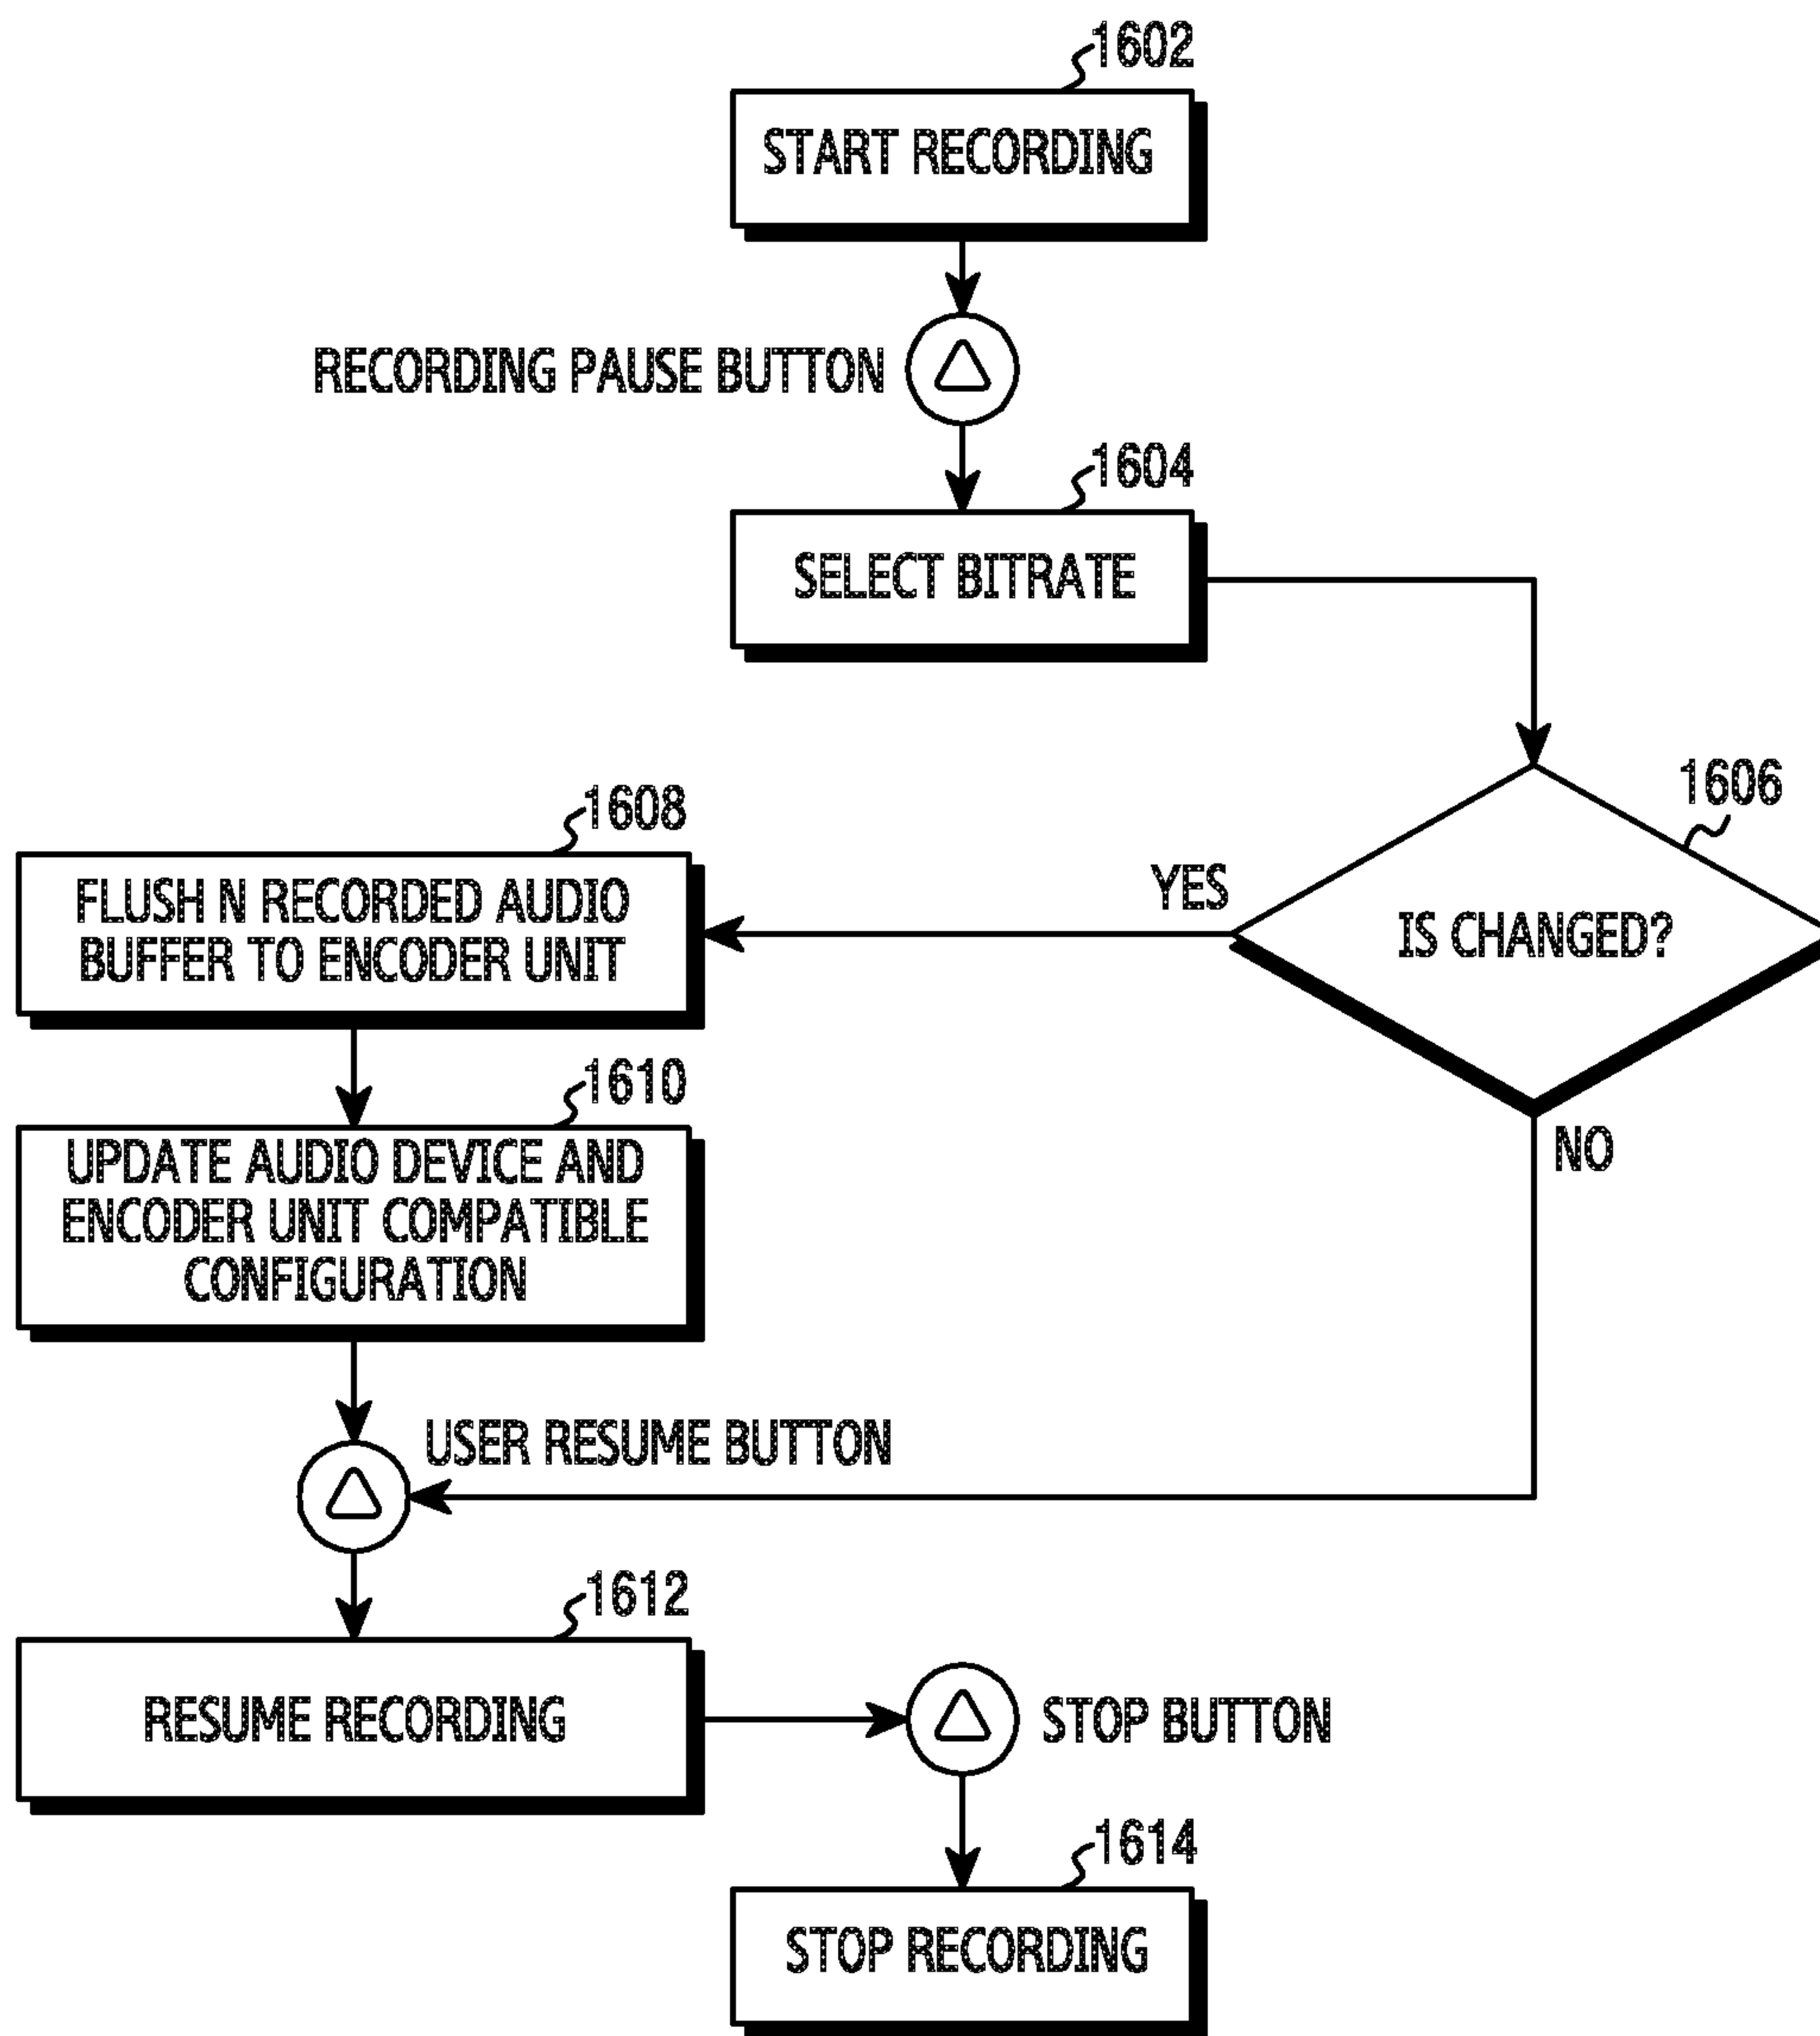 1602
START RECORDING
RECORDING PAUSE BUTTON
1604
SELECT BITRATE
1606
IS CHANGED?
YES
NO
1608
FLUSH N RECORDED AUDIO
BUFFER TO ENCODER UNIT
1610
UPDATE AUDIO DEVICE AND
ENCODER UNIT COMPATIBLE
CONFIGURATION
USER RESUME BUTTON
1612
RESUME RECORDING
STOP BUTTON
1614
STOP RECORDING